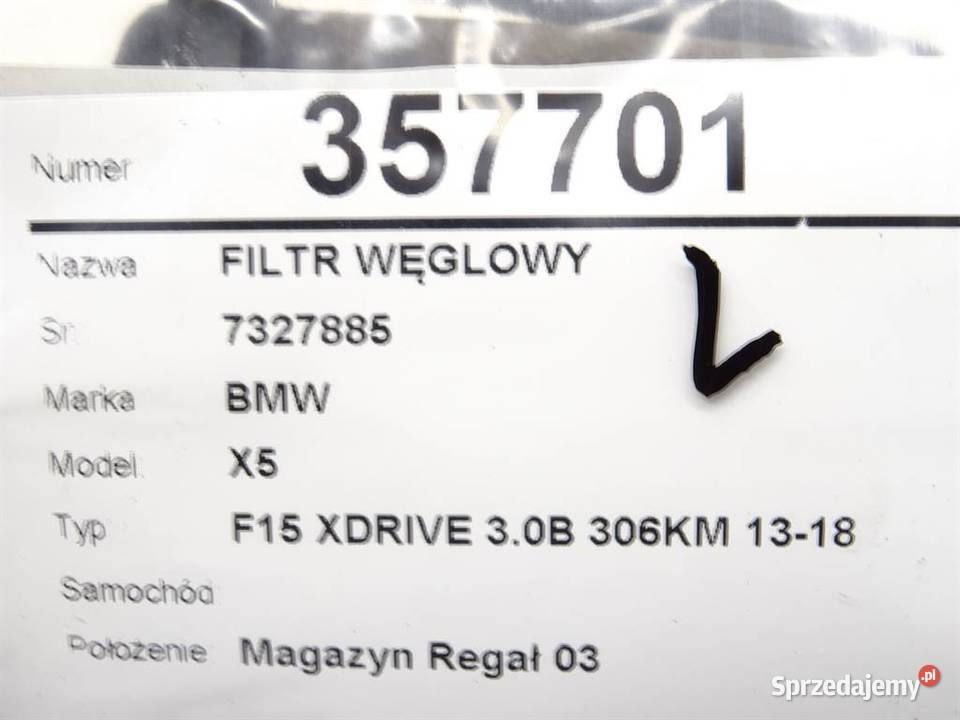 Numer 357701
Nazwa FILTR WĘGLOWY
Sn 7327885
Marka BMW
Model X5
Typ F15 XDRIVE 3.0B 306KM 13-18
Samochód
Położenie Magazyn Regał 03
Sprzedajemy.pl